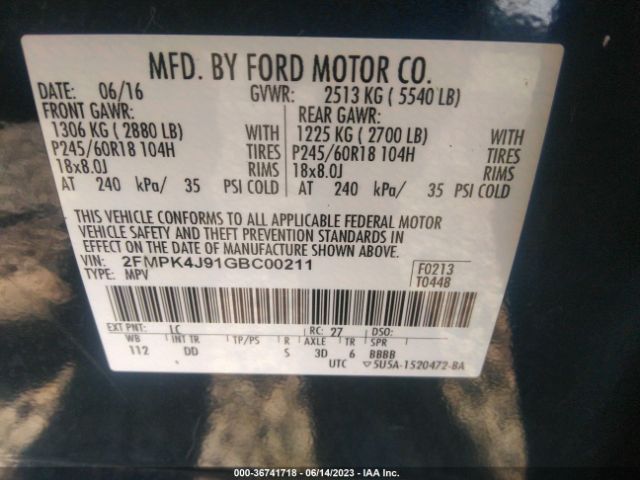 MFD. BY FORD MOTOR CO.
DATE: 06/16 GVWR: 2513 KG ( 5540 LB)
FRONT GAWR: REAR GAWR:
1306 KG ( 2880 LB) WITH 1225 KG ( 2700 LB) WITH
P245/60R18 104H TIRES P245/60R18 104H TIRES
18x8.0J RIMS 18x8.0J RIMS
AT 240 kPa/ 35 PSI COLD AT 240 kPa/ 35 PSI COLD
THIS VEHICLE CONFORMS TO ALL APPLICABLE FEDERAL MOTOR
VEHICLE SAFETY AND THEFT PREVENTION STANDARDS IN
EFFECT ON THE DATE OF MANUFACTURE SHOWN ABOVE.
VIN: 2FMPK4J91GBC00211 F0213
TYPE: MPV T0448
EXT PNT: LC RC: 27 DSO:
WB INT TR TP/PS R AXLE TR SPR
112 DD S 3D 6 BBBB
UTC ▽5U5A-1520472-BA
000-36741718 - 06/14/2023 - IAA Inc.